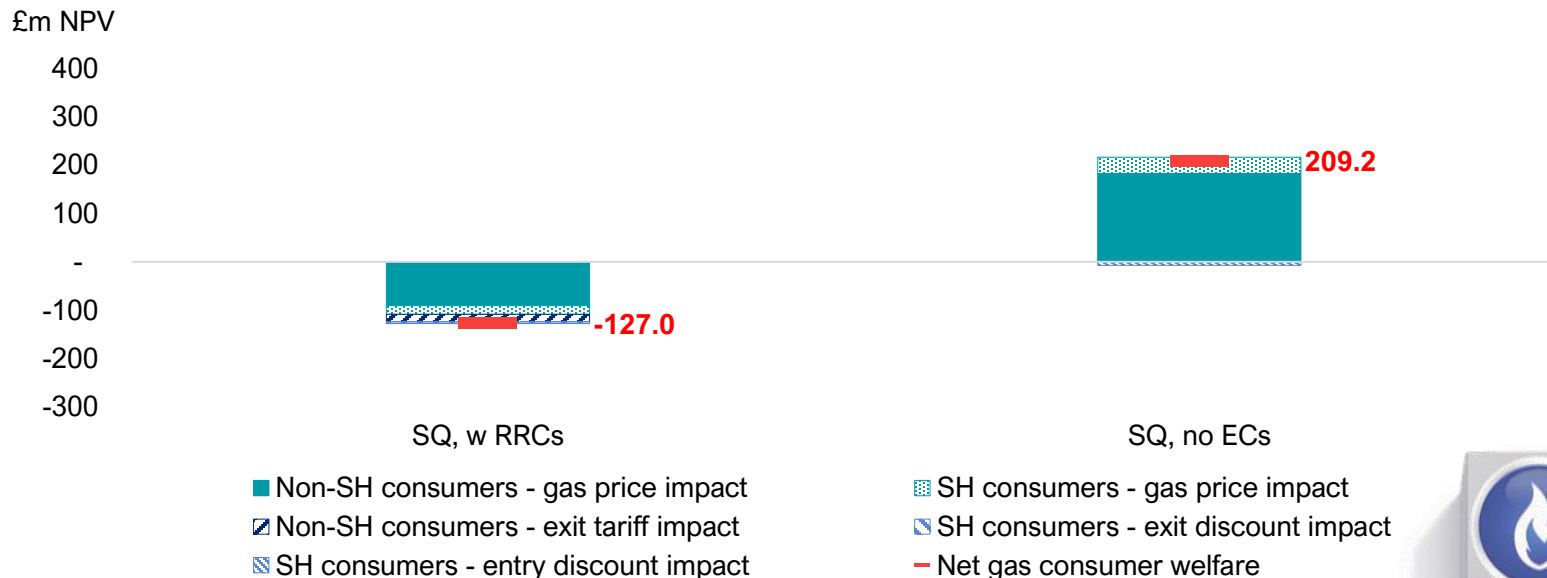 £m NPV
400
300
200
209.2
100
-
-100
-127.0
-200
-300
SQ, w RRCs
SQ, no ECs
Non-SH consumers - gas price impact
SH consumers - gas price impact
Non-SH consumers - exit tariff impact
SH consumers - exit discount impact
SH consumers - entry discount impact
Net gas consumer welfare